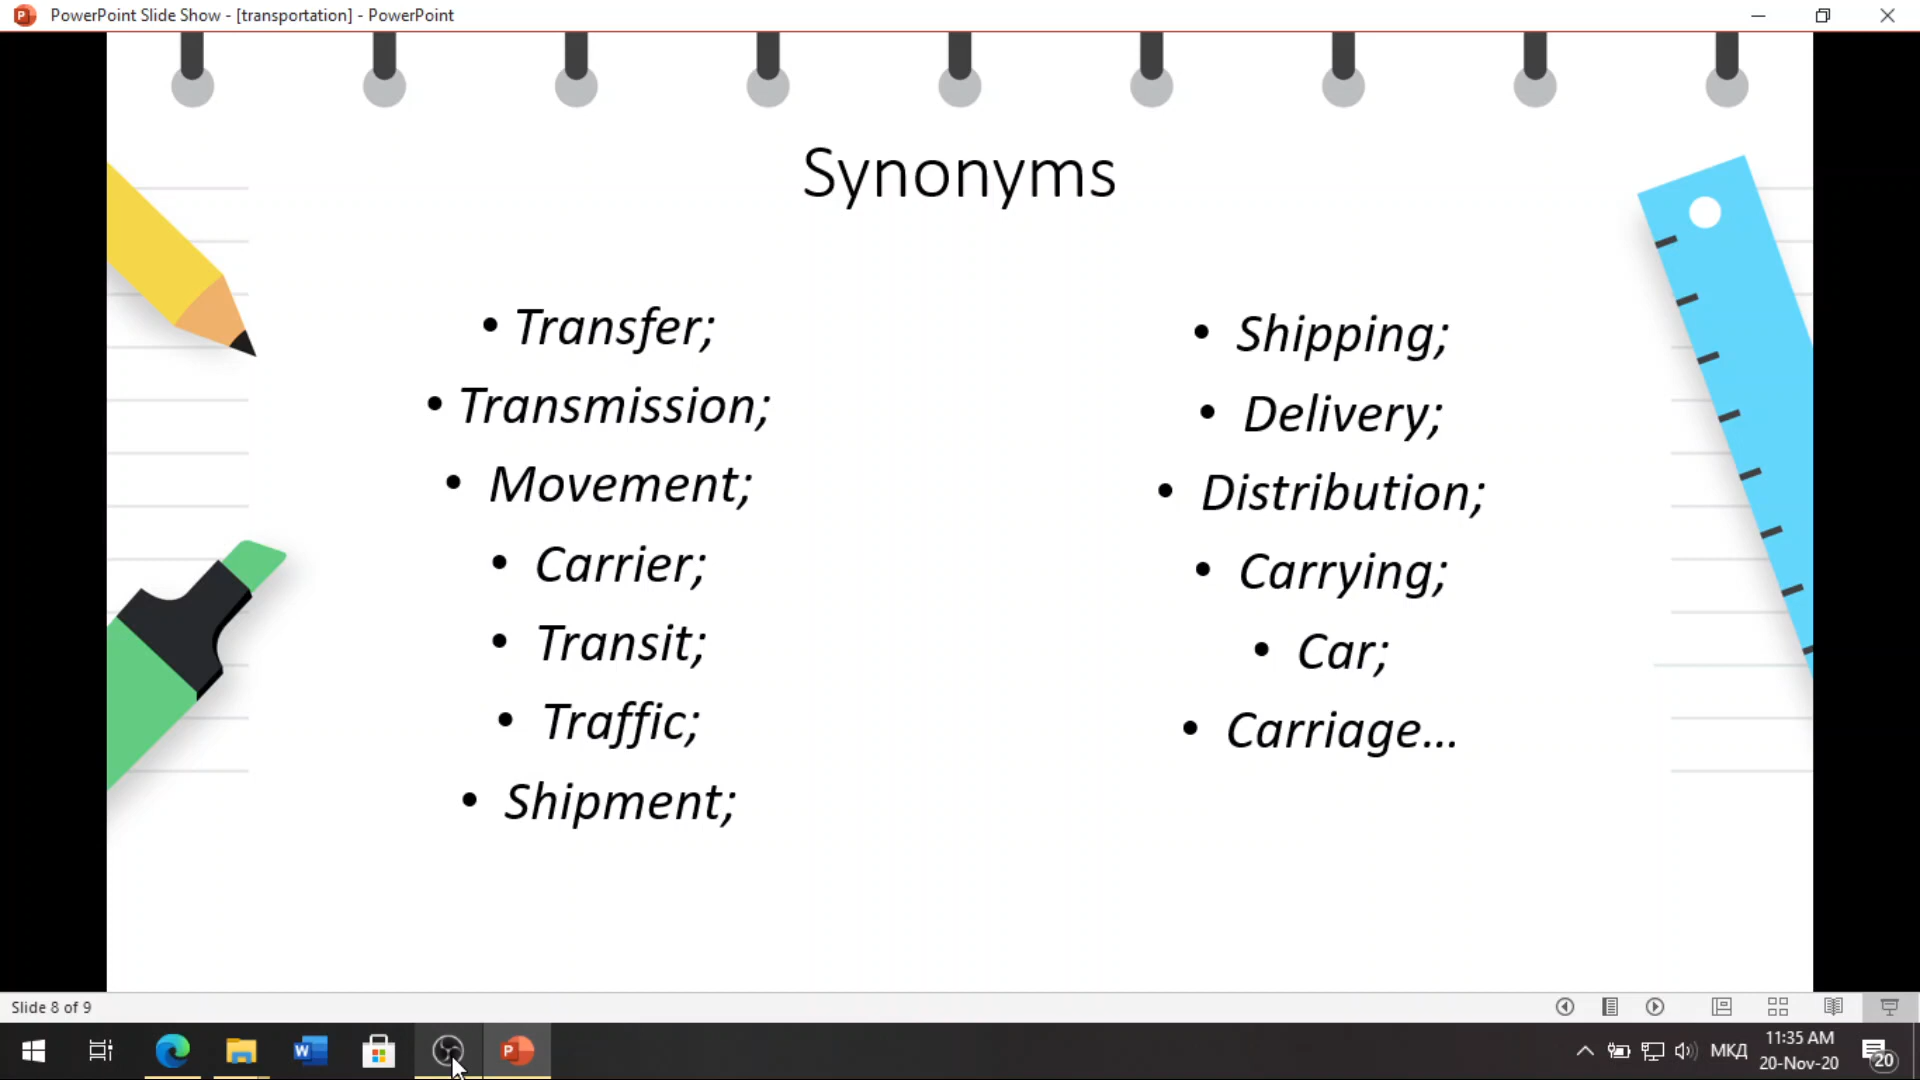 PowerPoint Slide Show - [transportation] - PowerPoint
Synonyms
• Transfer;
• Transmission;
• Movement;
• Carrier;
• Transit;
• Traffic;
• Shipment;
• Shipping;
• Delivery;
• Distribution;
• Carrying;
• Car;
• Carriage...
Slide 8 of 9
МКД
11:35 AM
20-Nov-20
20